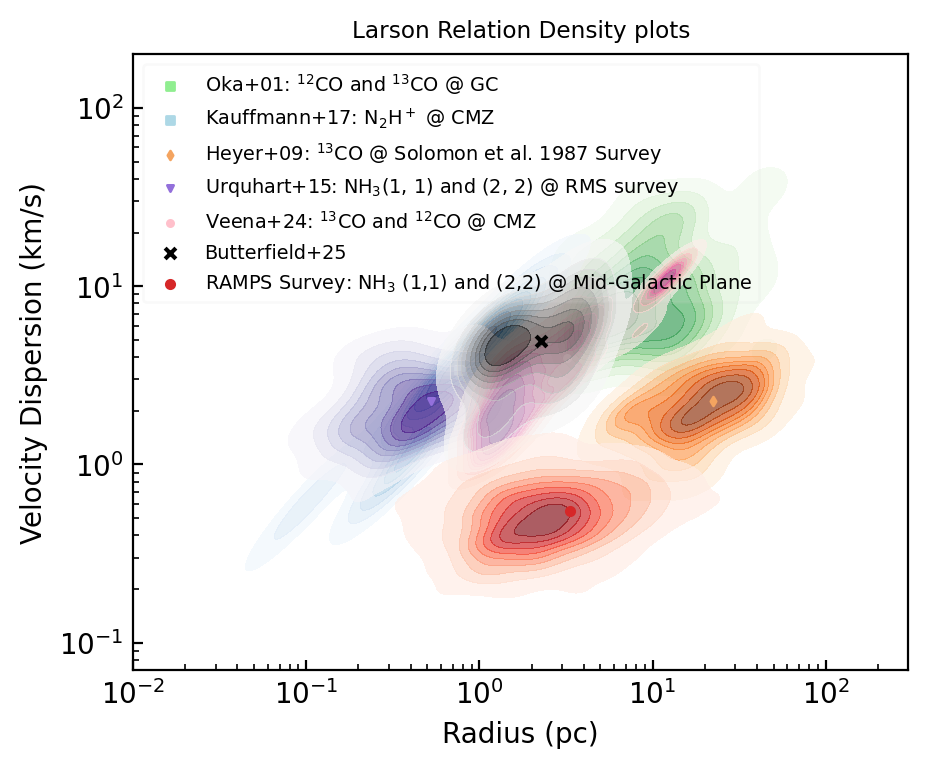 Larson Relation Density plots
Oka+01: ¹²CO and ¹³CO @ GC
Kauffmann+17: N₂H⁺ @ CMZ
Heyer+09: ¹³CO @ Solomon et al. 1987 Survey
Urquhart+15: NH₃(1, 1) and (2, 2) @ RMS survey
Veena+24: ¹³CO and ¹²CO @ CMZ
Butterfield+25
RAMPS Survey: NH₃ (1,1) and (2,2) @ Mid-Galactic Plane
Velocity Dispersion (km/s)
10²
10¹
10⁰
10⁻¹
10⁻² 10⁻¹ 10⁰ 10¹ 10²
Radius (pc)